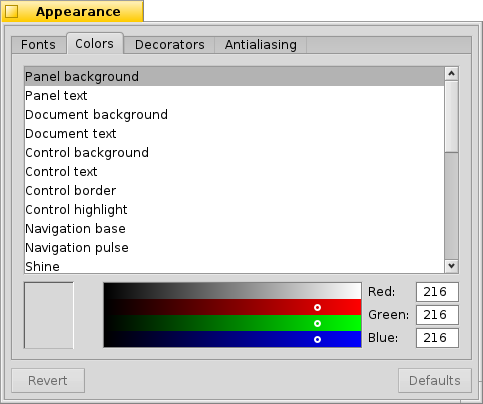 Appearance
Fonts Colors Decorators Antialiasing
Panel background
Panel text
Document background
Document text
Control background
Control text
Control border
Control highlight
Navigation base
Navigation pulse
Shine
Red: 216
Green: 216
Blue: 216
Revert Defaults